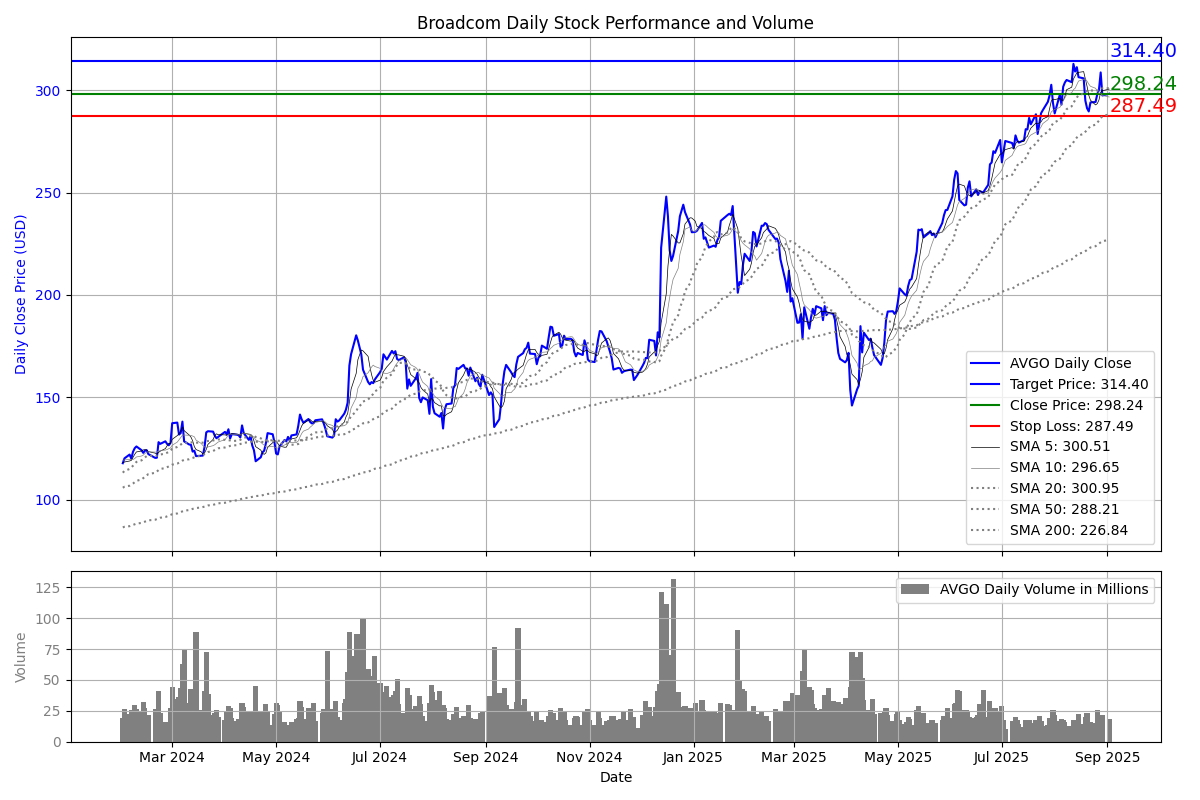 Broadcom Daily Stock Performance and Volume
314.40
298.24
287.49
300
250
200
150
100
Daily Close Price (USD)
AVGO Daily Close
Target Price: 314.40
Close Price: 298.24
Stop Loss: 287.49
SMA 5: 300.51
SMA 10: 296.65
SMA 20: 300.95
SMA 50: 288.21
SMA 200: 226.84
125
100
75
50
25
0
Volume
AVGO Daily Volume in Millions
Mar 2024 May 2024 Jul 2024 Sep 2024 Nov 2024 Jan 2025 Mar 2025 May 2025 Jul 2025 Sep 2025
Date